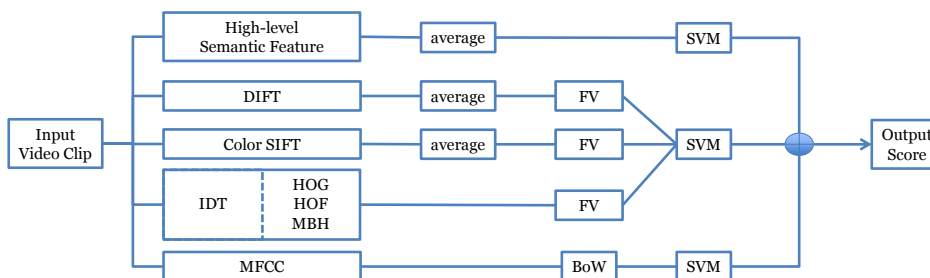 High-level
Semantic Feature
average
SVM
DIFT
average
FV
Input
Video Clip
Color SIFT
average
FV
SVM
Output
Score
IDT
HOG
HOF
MBH
FV
MFCC
BoW
SVM